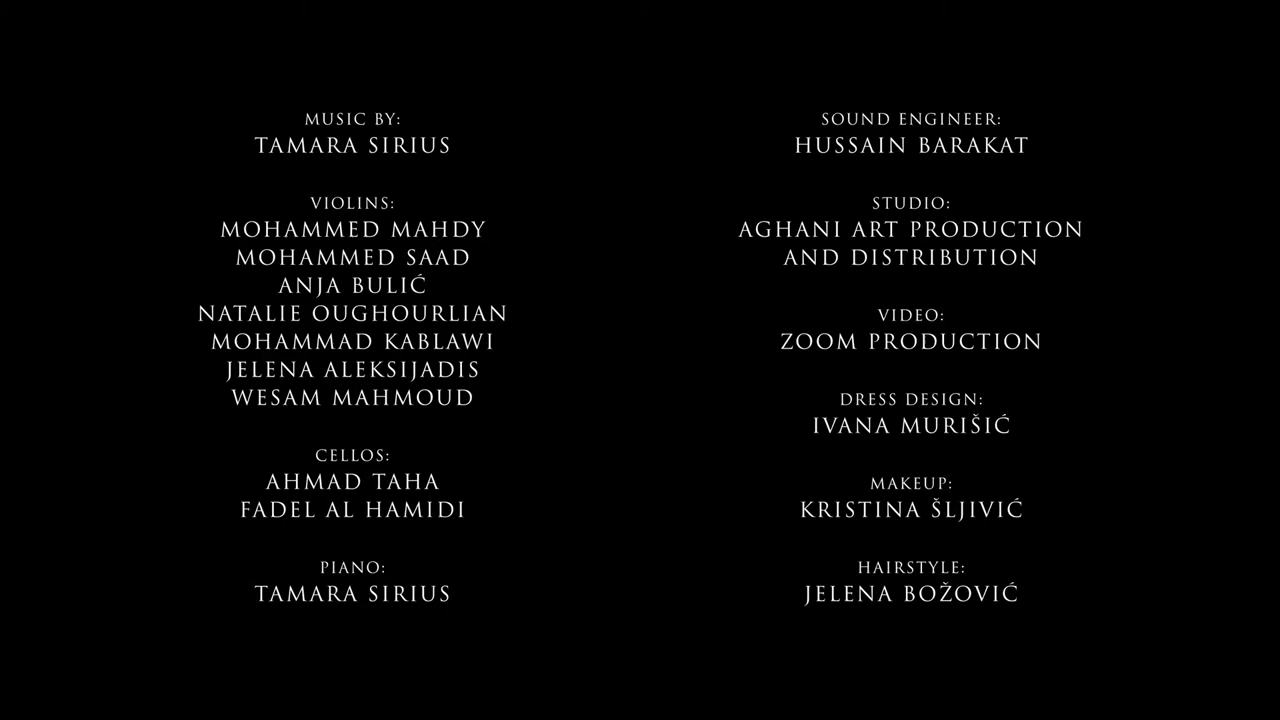 MUSIC BY:
TAMARA SIRIUS
VIOLINS:
MOHAMMED MAHDY
MOHAMMED SAAD
ANJA BULIĆ
NATALIE OUGHOURLIAN
MOHAMMAD KABLAWI
JELENA ALEKSIJADIS
WESAM MAHMOUD
CELLOS:
AHMAD TAHA
FADEL AL HAMIDI
PIANO:
TAMARA SIRIUS
SOUND ENGINEER:
HUSSAIN BARAKAT
STUDIO:
AGHANI ART PRODUCTION
AND DISTRIBUTION
VIDEO:
ZOOM PRODUCTION
DRESS DESIGN:
IVANA MURIŠIĆ
MAKEUP:
KRISTINA ŠLJIVIĆ
HAIRSTYLE:
JELENA BOŽOVIĆ